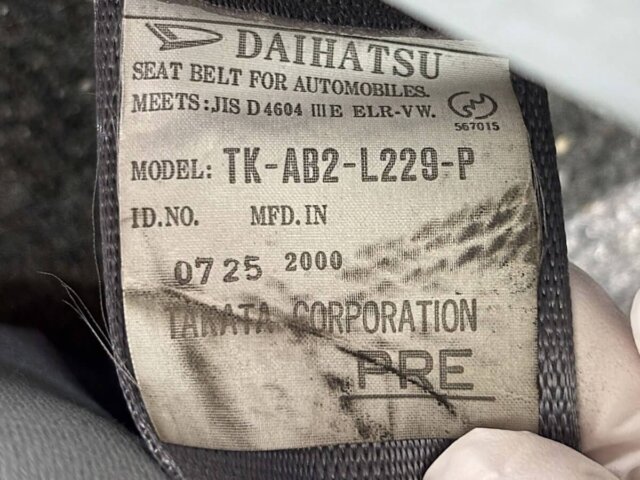 DAIHATSU
SEAT BELT FOR AUTOMOBILES.
MEETS: JIS D 4604 III E ELR-VW.
567015
MODEL: TK-AB2-L229-P
ID.NO. MFD.IN
0725 2000
TAKATA CORPORATION
PRE